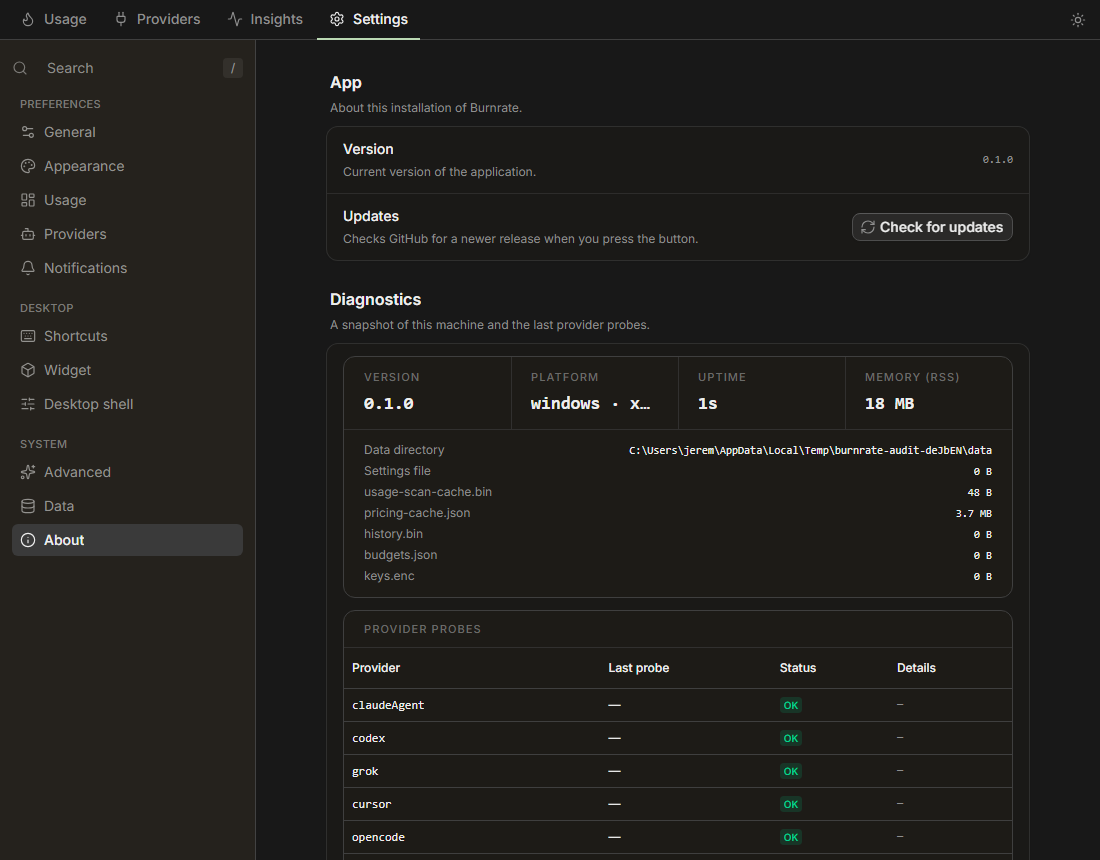 Usage Providers Insights Settings
Search /
PREFERENCES
General
Appearance
Usage
Providers
Notifications
DESKTOP
Shortcuts
Widget
Desktop shell
SYSTEM
Advanced
Data
About
App
About this installation of Burnrate.
Version
Current version of the application.
0.1.0
Updates
Checks GitHub for a newer release when you press the button.
Check for updates
Diagnostics
A snapshot of this machine and the last provider probes.
VERSION PLATFORM UPTIME MEMORY (RSS)
0.1.0 windows · x… 1s 18 MB
Data directory C:\Users\jerem\AppData\Local\Temp\burnrate-audit-deJbEN\data
Settings file 0 B
usage-scan-cache.bin 48 B
pricing-cache.json 3.7 MB
history.bin 0 B
budgets.json 0 B
keys.enc 0 B
PROVIDER PROBES
Provider Last probe Status Details
claudeAgent — OK —
codex — OK —
grok — OK —
cursor — OK —
opencode — OK —